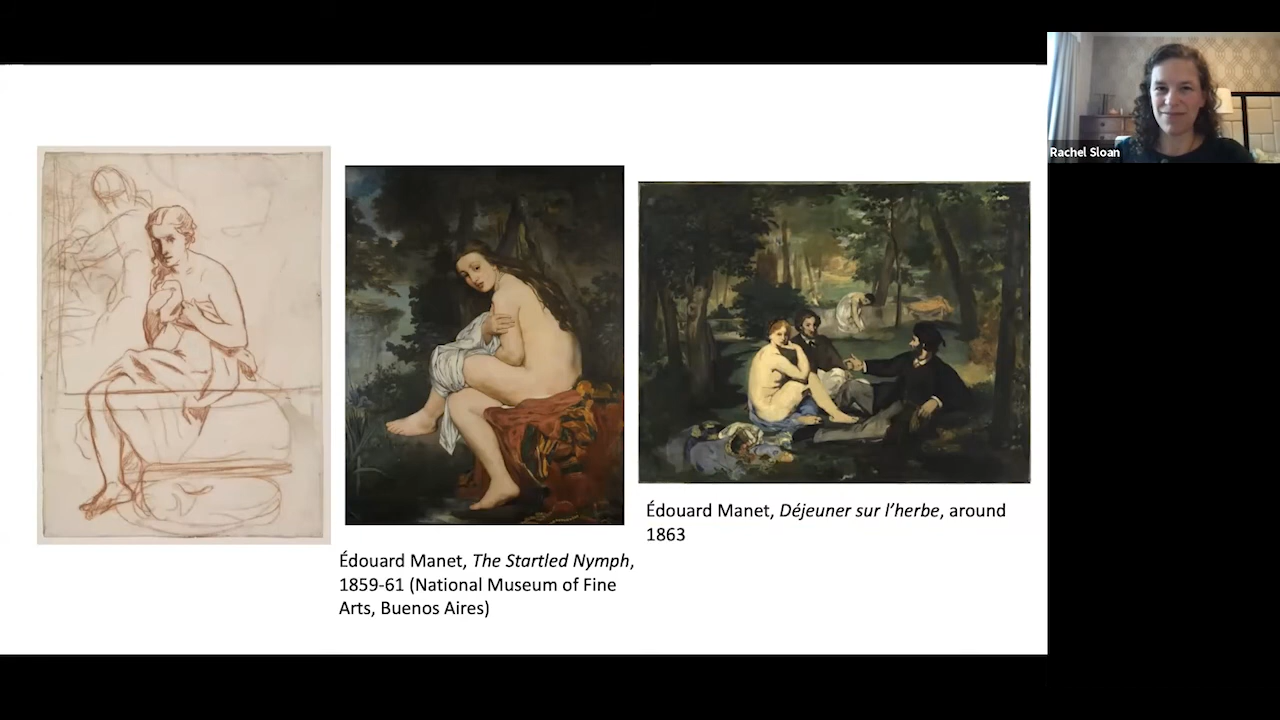 Rachel Sloan
Édouard Manet, The Startled Nymph,
1859-61 (National Museum of Fine
Arts, Buenos Aires)
Édouard Manet, Déjeuner sur l’herbe, around
1863